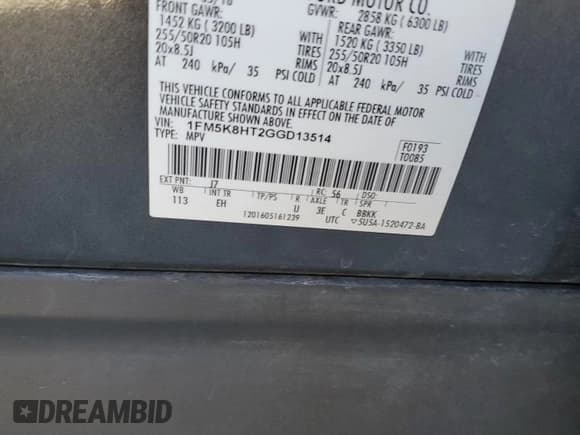 GVWR: 2858 KG (6300 LB)
FRONT GAWR:
1452 KG (3200 LB)
255/50R20 105H
20x8.5J
WITH
TIRES
RIMS
AT 240 kPa/ 35 PSI COLD
REAR GAWR:
1520 KG (3350 LB)
255/50R20 105H
20x8.5J
WITH
TIRES
RIMS
AT 240 kPa/ 35 PSI COLD
THIS VEHICLE CONFORMS TO ALL APPLICABLE FEDERAL MOTOR
VEHICLE SAFETY STANDARDS IN EFFECT ON THE DATE OF
MANUFACTURE SHOWN ABOVE.
VIN: 1FM5K8HT2GGD13514
TYPE: MPV
F0193
T0085
EXT PNT: J7 RC: 56 DSO:
WB INT TR TP/PS R AXLE TR SPR
113 EH U 3E C BBKK
1201605161239 UTC ▽5U5A-1520472-BA
DREAMBID